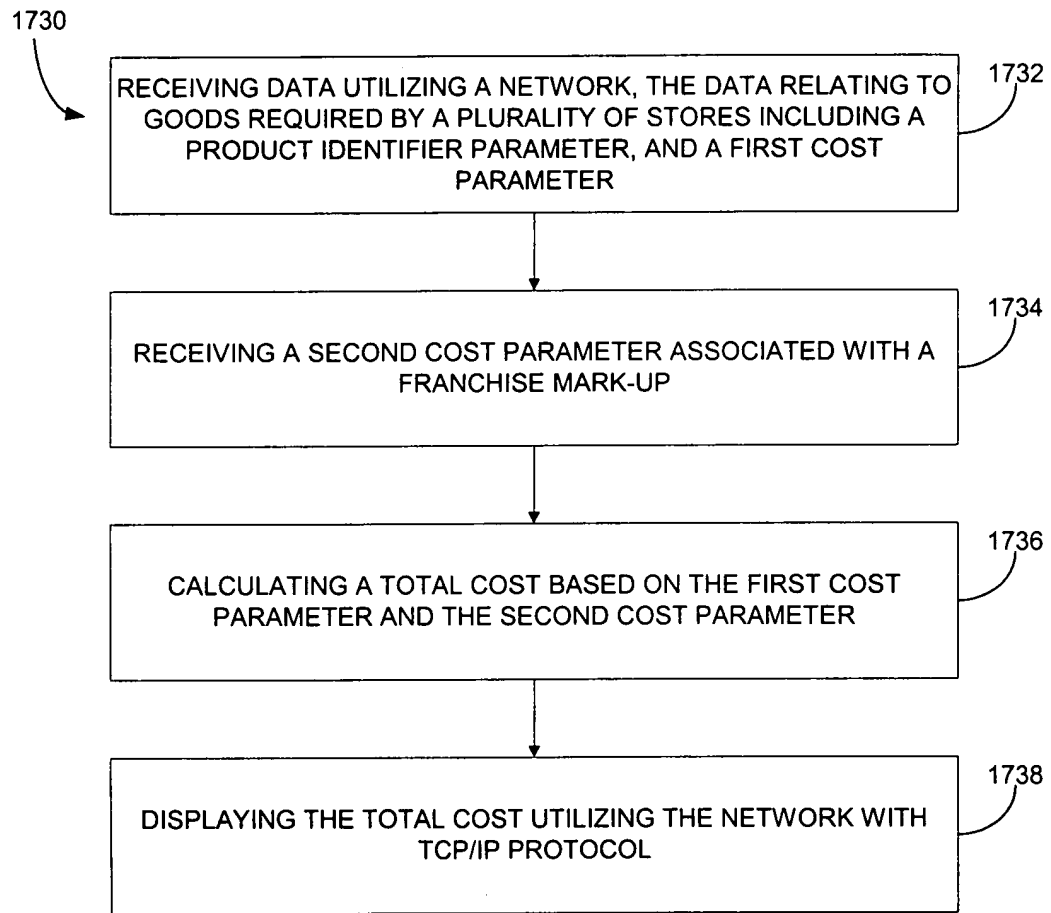 1730
1732
RECEIVING DATA UTILIZING A NETWORK, THE DATA RELATING TO
GOODS REQUIRED BY A PLURALITY OF STORES INCLUDING A
PRODUCT IDENTIFIER PARAMETER, AND A FIRST COST
PARAMETER
1734
RECEIVING A SECOND COST PARAMETER ASSOCIATED WITH A
FRANCHISE MARK-UP
1736
CALCULATING A TOTAL COST BASED ON THE FIRST COST
PARAMETER AND THE SECOND COST PARAMETER
1738
DISPLAYING THE TOTAL COST UTILIZING THE NETWORK WITH
TCP/IP PROTOCOL